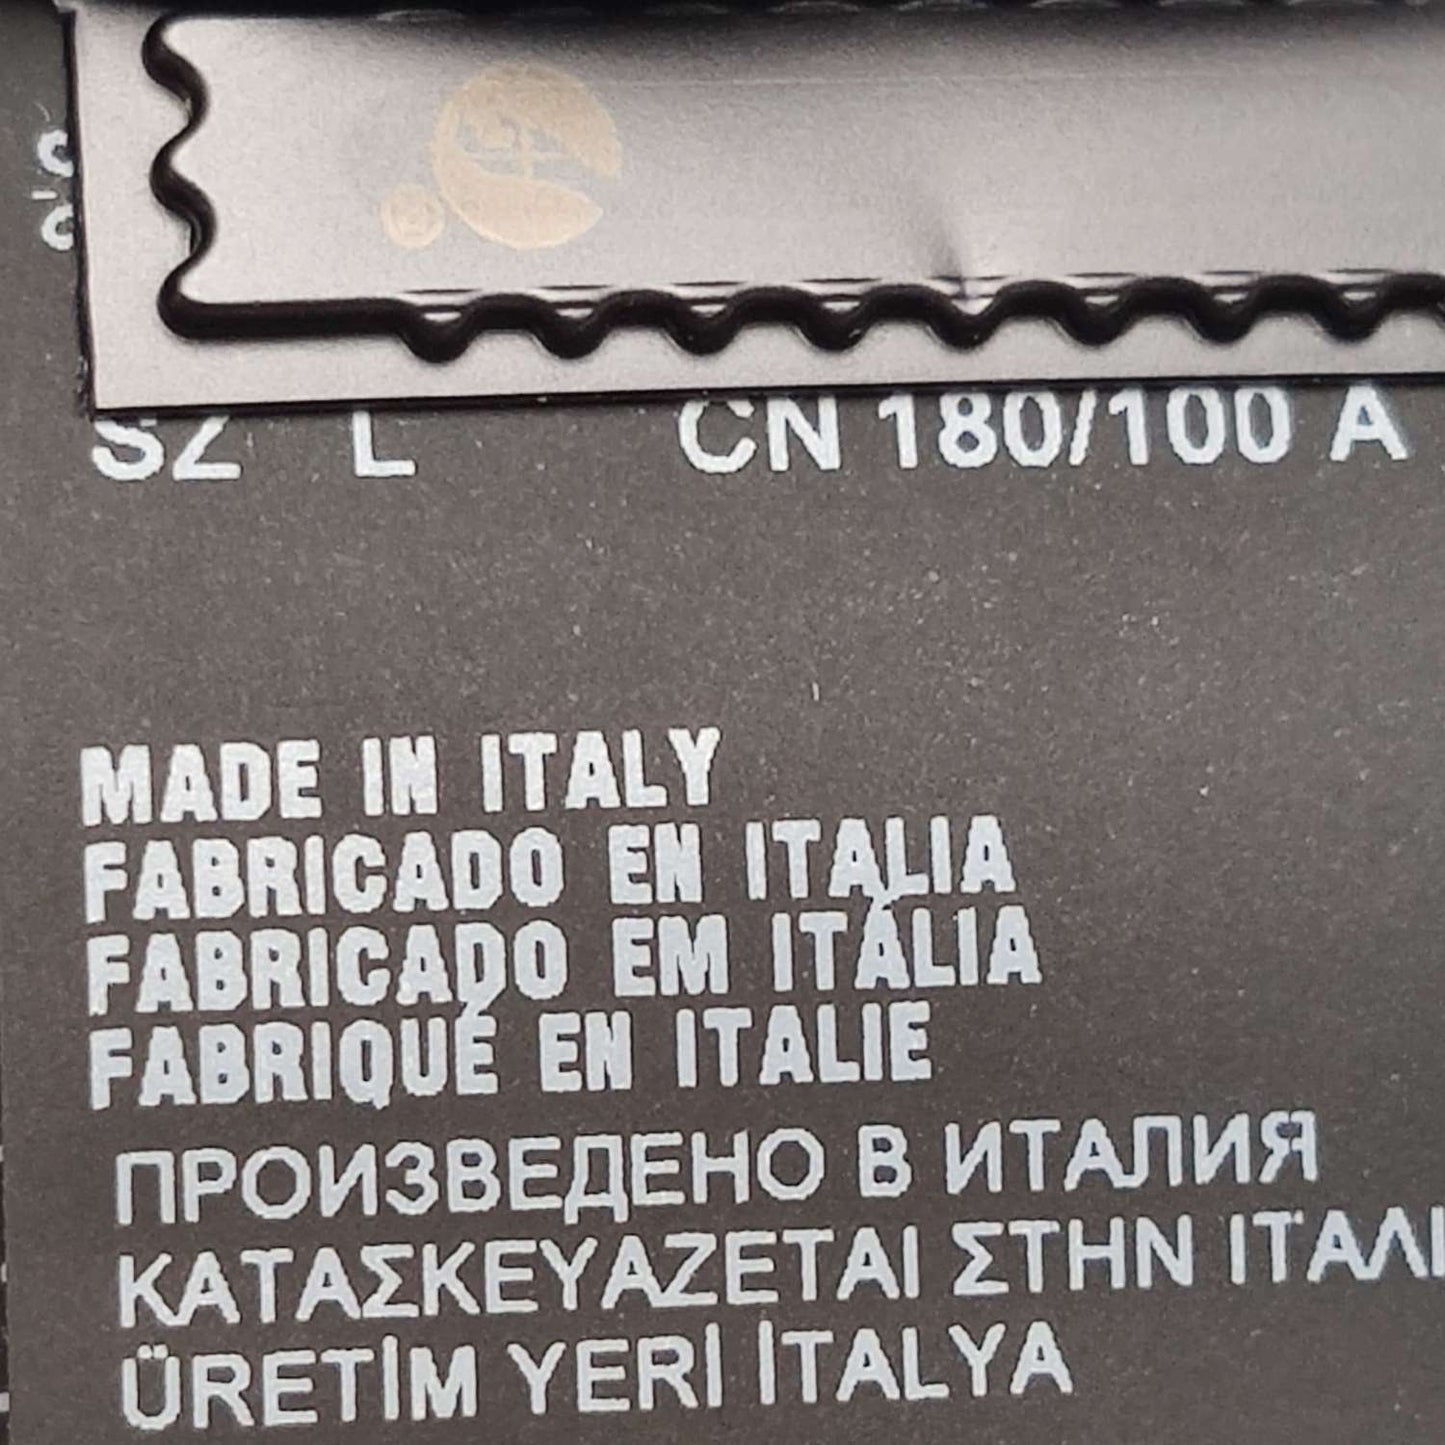 SZ L CN 180/100 A
MADE IN ITALY
FABRICADO EN ITALIA
FABRICADO EM ITÁLIA
FABRIQUÉ EN ITALIE
ПРОИЗВЕДЕНО В ИТАЛИЯ
ΚΑΤΑΣΚΕΥΑΖΕΤΑΙ ΣΤΗΝ ΙΤΑΛΙ
ÜRETİM YERİ İTALYA